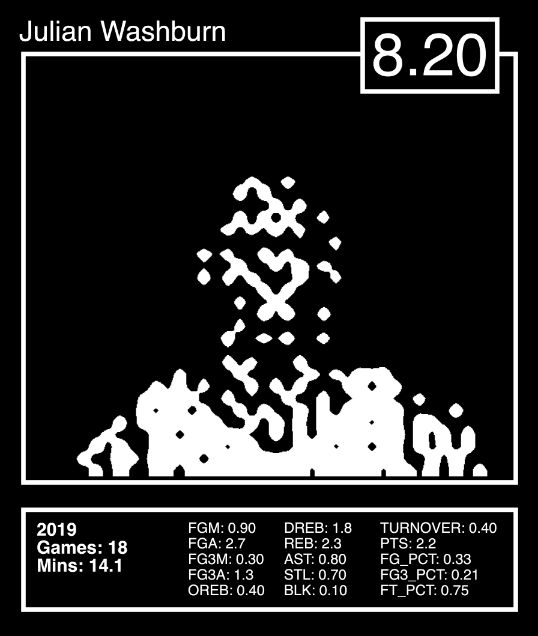 Julian Washburn
8.20
2019
Games: 18
Mins: 14.1
FGM: 0.90
FGA: 2.7
FG3M: 0.30
FG3A: 1.3
OREB: 0.40
DREB: 1.8
REB: 2.3
AST: 0.80
STL: 0.70
BLK: 0.10
TURNOVER: 0.40
PTS: 2.2
FG_PCT: 0.33
FG3_PCT: 0.21
FT_PCT: 0.75